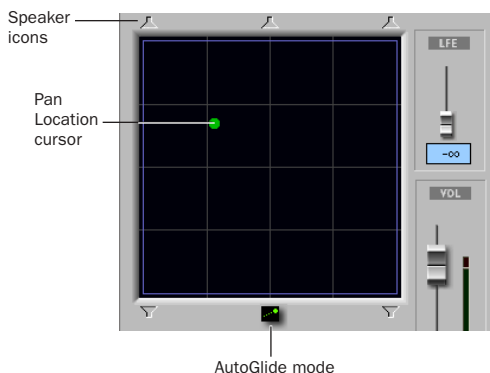 Speaker
icons
LFE
Pan
Location
cursor
-∞
VOL
AutoGlide mode